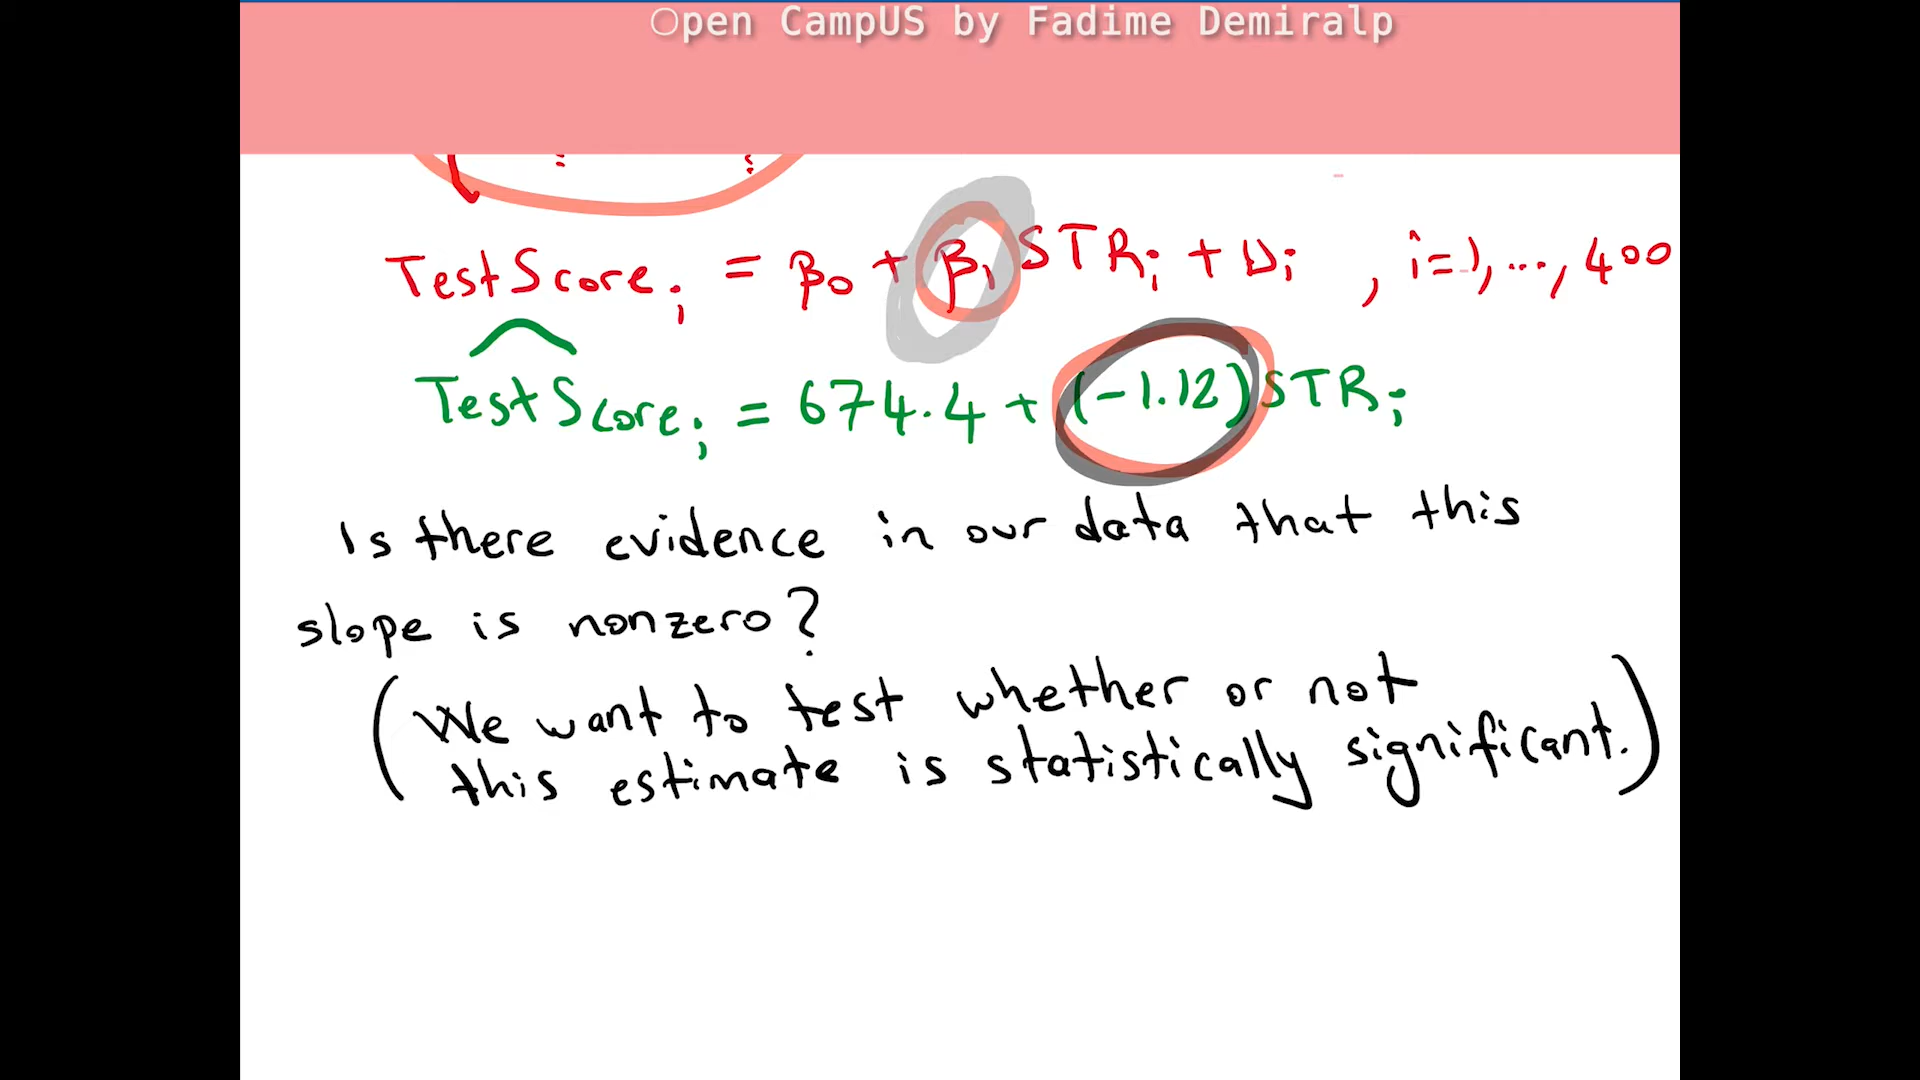 Open CampUS by Fadime Demiralp
TestScoreᵢ = β₀ + β₁ STRᵢ + uᵢ , i=1, ..., 400
TestScoreᵢ = 674.4 + (-1.12) STRᵢ
Is there evidence in our data that this
slope is nonzero?
(We want to test whether or not
this estimate is statistically significant.)